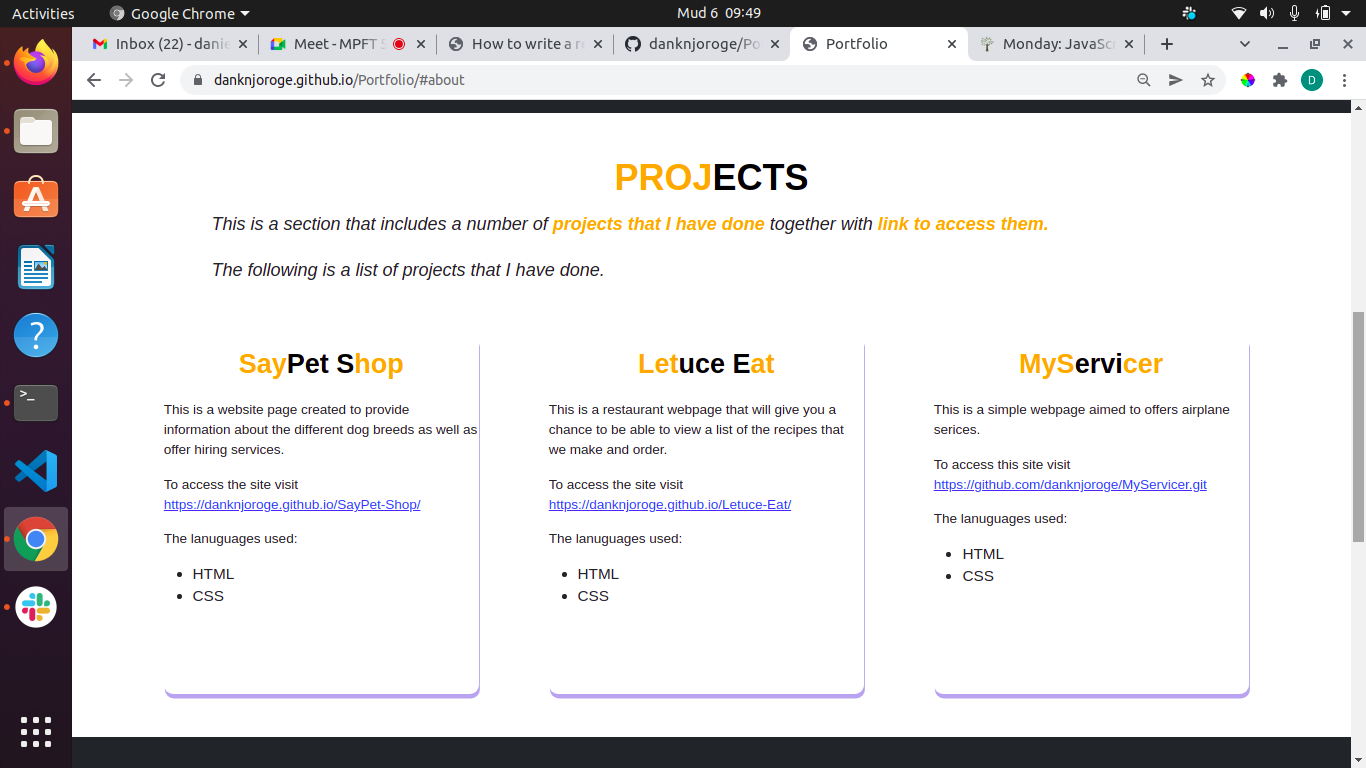 Activities
Google Chrome
Mud 6 09:49
Inbox (22) - danie
Meet - MPFT S
How to write a r
danknjoroge/Po
Portfolio
Monday: JavaScr
danknjoroge.github.io/Portfolio/#about
D
PROJECTS
This is a section that includes a number of projects that I have done together with link to access them.
The following is a list of projects that I have done.
SayPet Shop
This is a website page created to provide
information about the different dog breeds as well as
offer hiring services.
To access the site visit
https://danknjoroge.github.io/SayPet-Shop/
The lanuguages used:
HTML
CSS
Letuce Eat
This is a restaurant webpage that will give you a
chance to be able to view a list of the recipes that
we make and order.
To access the site visit
https://danknjoroge.github.io/Letuce-Eat/
The lanuguages used:
HTML
CSS
MyServicer
This is a simple webpage aimed to offers airplane
serices.
To access this site visit
https://github.com/danknjoroge/MyServicer.git
The lanuguages used:
HTML
CSS